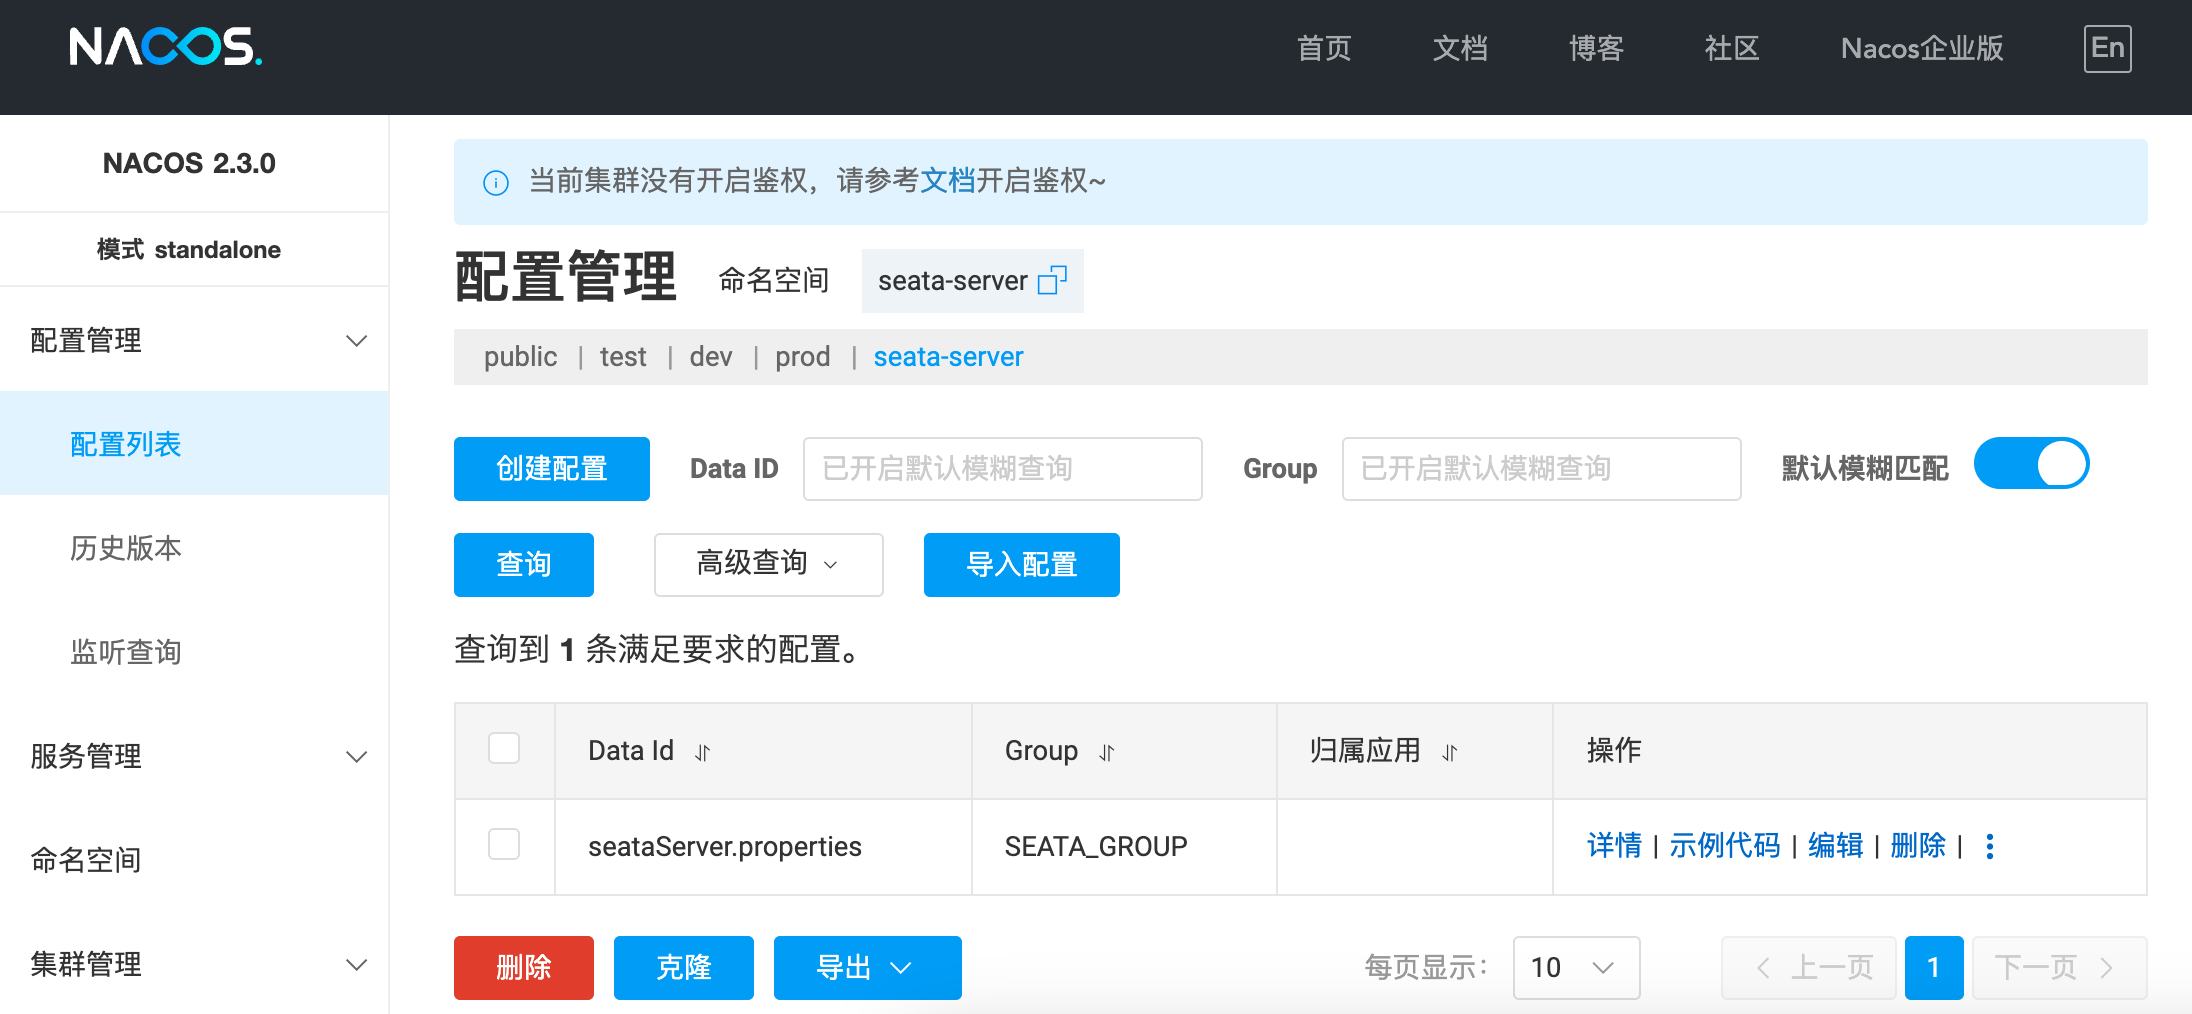 NACOS.
首页 文档 博客 社区 Nacos企业版 En
NACOS 2.3.0
模式 standalone
配置管理
配置列表
历史版本
监听查询
服务管理
命名空间
集群管理
当前集群没有开启鉴权，请参考文档开启鉴权~
配置管理 命名空间 seata-server
public | test | dev | prod | seata-server
创建配置 Data ID 已开启默认模糊查询 Group 已开启默认模糊查询 默认模糊匹配
查询 高级查询 导入配置
查询到 1 条满足要求的配置。
Data Id Group 归属应用 操作
seataServer.properties SEATA_GROUP 详情 | 示例代码 | 编辑 | 删除 |
删除 克隆 导出 每页显示： 10 上一页 1 下一页